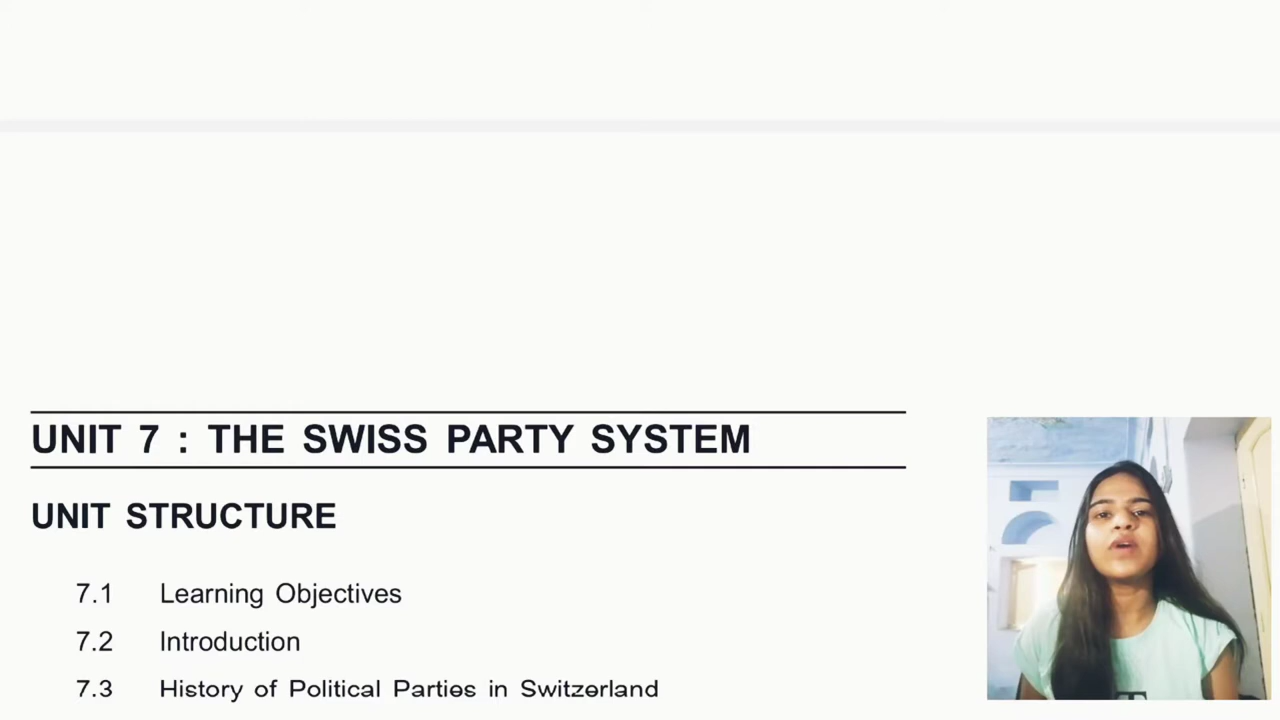 UNIT 7 : THE SWISS PARTY SYSTEM
UNIT STRUCTURE
7.1 Learning Objectives
7.2 Introduction
7.3 History of Political Parties in Switzerland